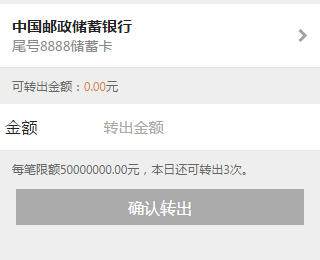 中国邮政储蓄银行
尾号8888储蓄卡
可转出金额：0.00元
金额 转出金额
每笔限额50000000.00元，本日还可转出3次。
确认转出